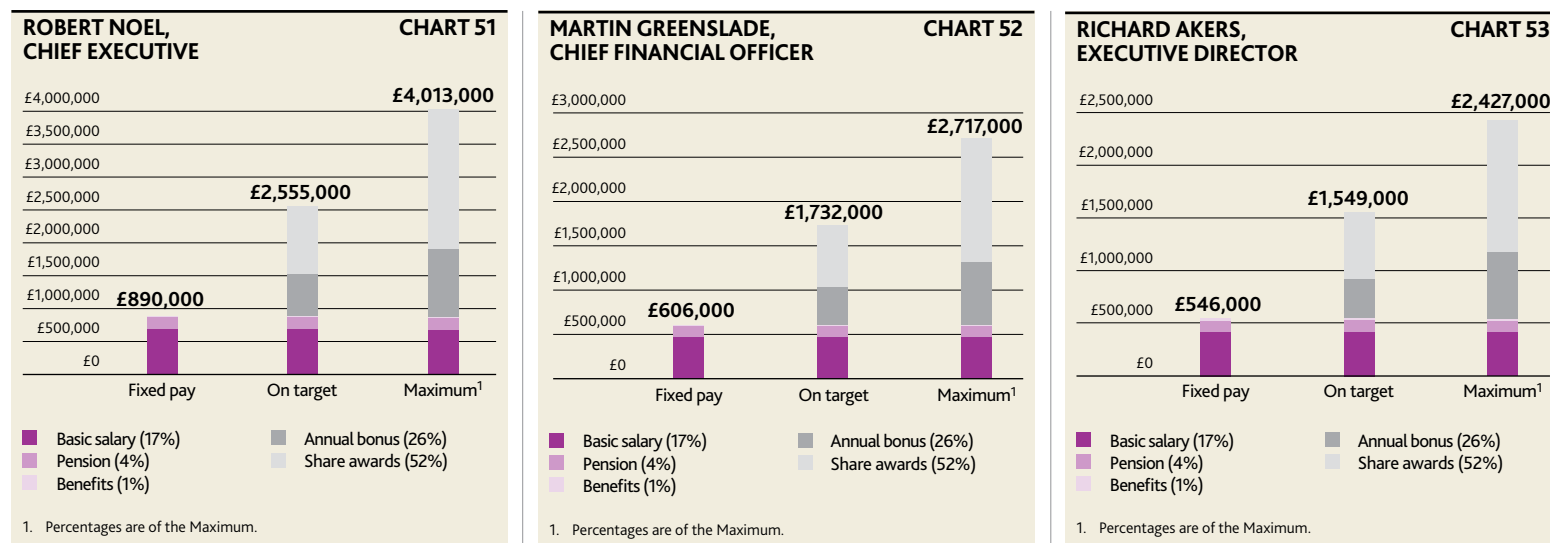 ROBERT NOEL,
CHIEF EXECUTIVE
CHART 51
£4,013,000
£4,000,000
£3,500,000
£3,000,000
£2,500,000
£2,555,000
£2,000,000
£1,500,000
£1,000,000
£890,000
£500,000
£0
Fixed pay On target Maximum1
Basic salary (17%)
Pension (4%)
Benefits (1%)
Annual bonus (26%)
Share awards (52%)
1. Percentages are of the Maximum.
MARTIN GREENSLADE,
CHIEF FINANCIAL OFFICER
CHART 52
£3,000,000
£2,717,000
£2,500,000
£2,000,000
£1,732,000
£1,500,000
£1,000,000
£606,000
£500,000
£0
Fixed pay On target Maximum1
Basic salary (17%)
Pension (4%)
Benefits (1%)
Annual bonus (26%)
Share awards (52%)
1. Percentages are of the Maximum.
RICHARD AKERS,
EXECUTIVE DIRECTOR
CHART 53
£2,500,000
£2,427,000
£2,000,000
£1,500,000
£1,549,000
£1,000,000
£500,000
£546,000
£0
Fixed pay On target Maximum1
Basic salary (17%)
Pension (4%)
Benefits (1%)
Annual bonus (26%)
Share awards (52%)
1. Percentages are of the Maximum.